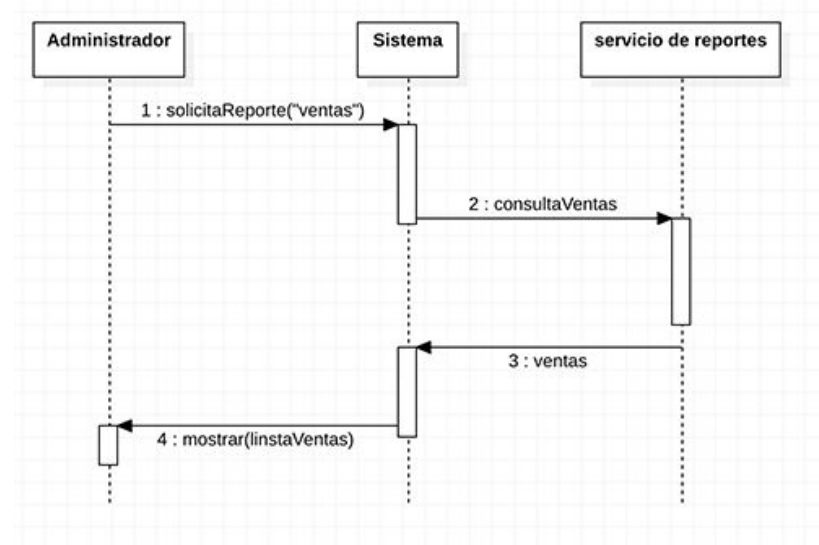 Administrador
Sistema
servicio de reportes
1 : solicitaReporte("ventas")
2 : consultaVentas
3 : ventas
4 : mostrar(linstaVentas)